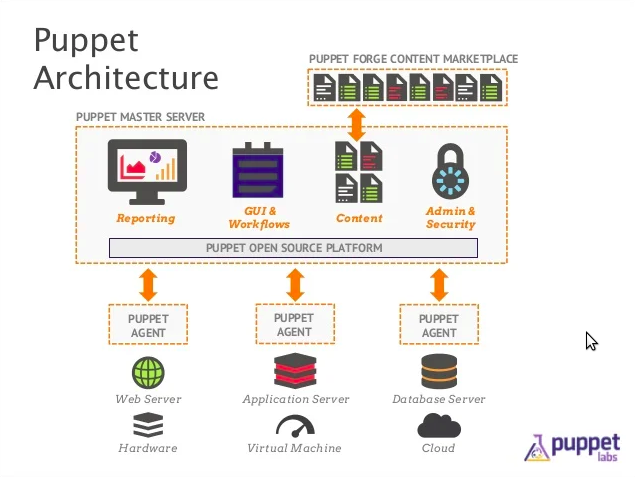 Puppet
Architecture
PUPPET FORGE CONTENT MARKETPLACE
PUPPET MASTER SERVER
Reporting
GUI &
Workflows
Content
Admin &
Security
PUPPET OPEN SOURCE PLATFORM
PUPPET
AGENT
PUPPET
AGENT
PUPPET
AGENT
Web Server
Application Server
Database Server
Hardware
Virtual Machine
Cloud
puppet
labs